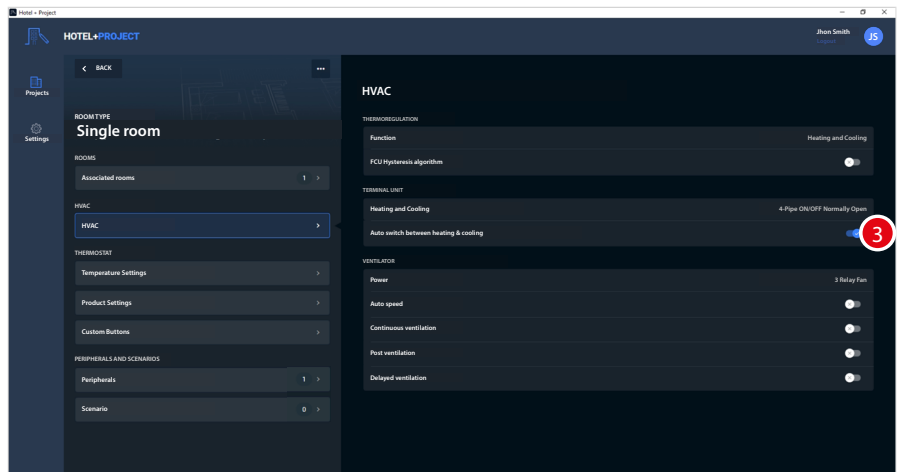 Hotel + Project
HOTEL+PROJECT
Jhon Smith
Logout
JS
Projects
Settings
BACK
ROOM TYPE
Single room
ROOMS
Associated rooms 1
HVAC
HVAC
THERMOSTAT
Temperature Settings
Product Settings
Custom Buttons
PERIPHERALS AND SCENARIOS
Peripherals 1
Scenario 0
HVAC
THERMOREGULATION
Function Heating and Cooling
FCU Hysteresis algorithm
TERMINAL UNIT
Heating and Cooling 4-Pipe ON/OFF Normally Open
Auto switch between heating & cooling
3
VENTILATOR
Power 3 Relay Fan
Auto speed
Continuous ventilation
Post ventilation
Delayed ventilation